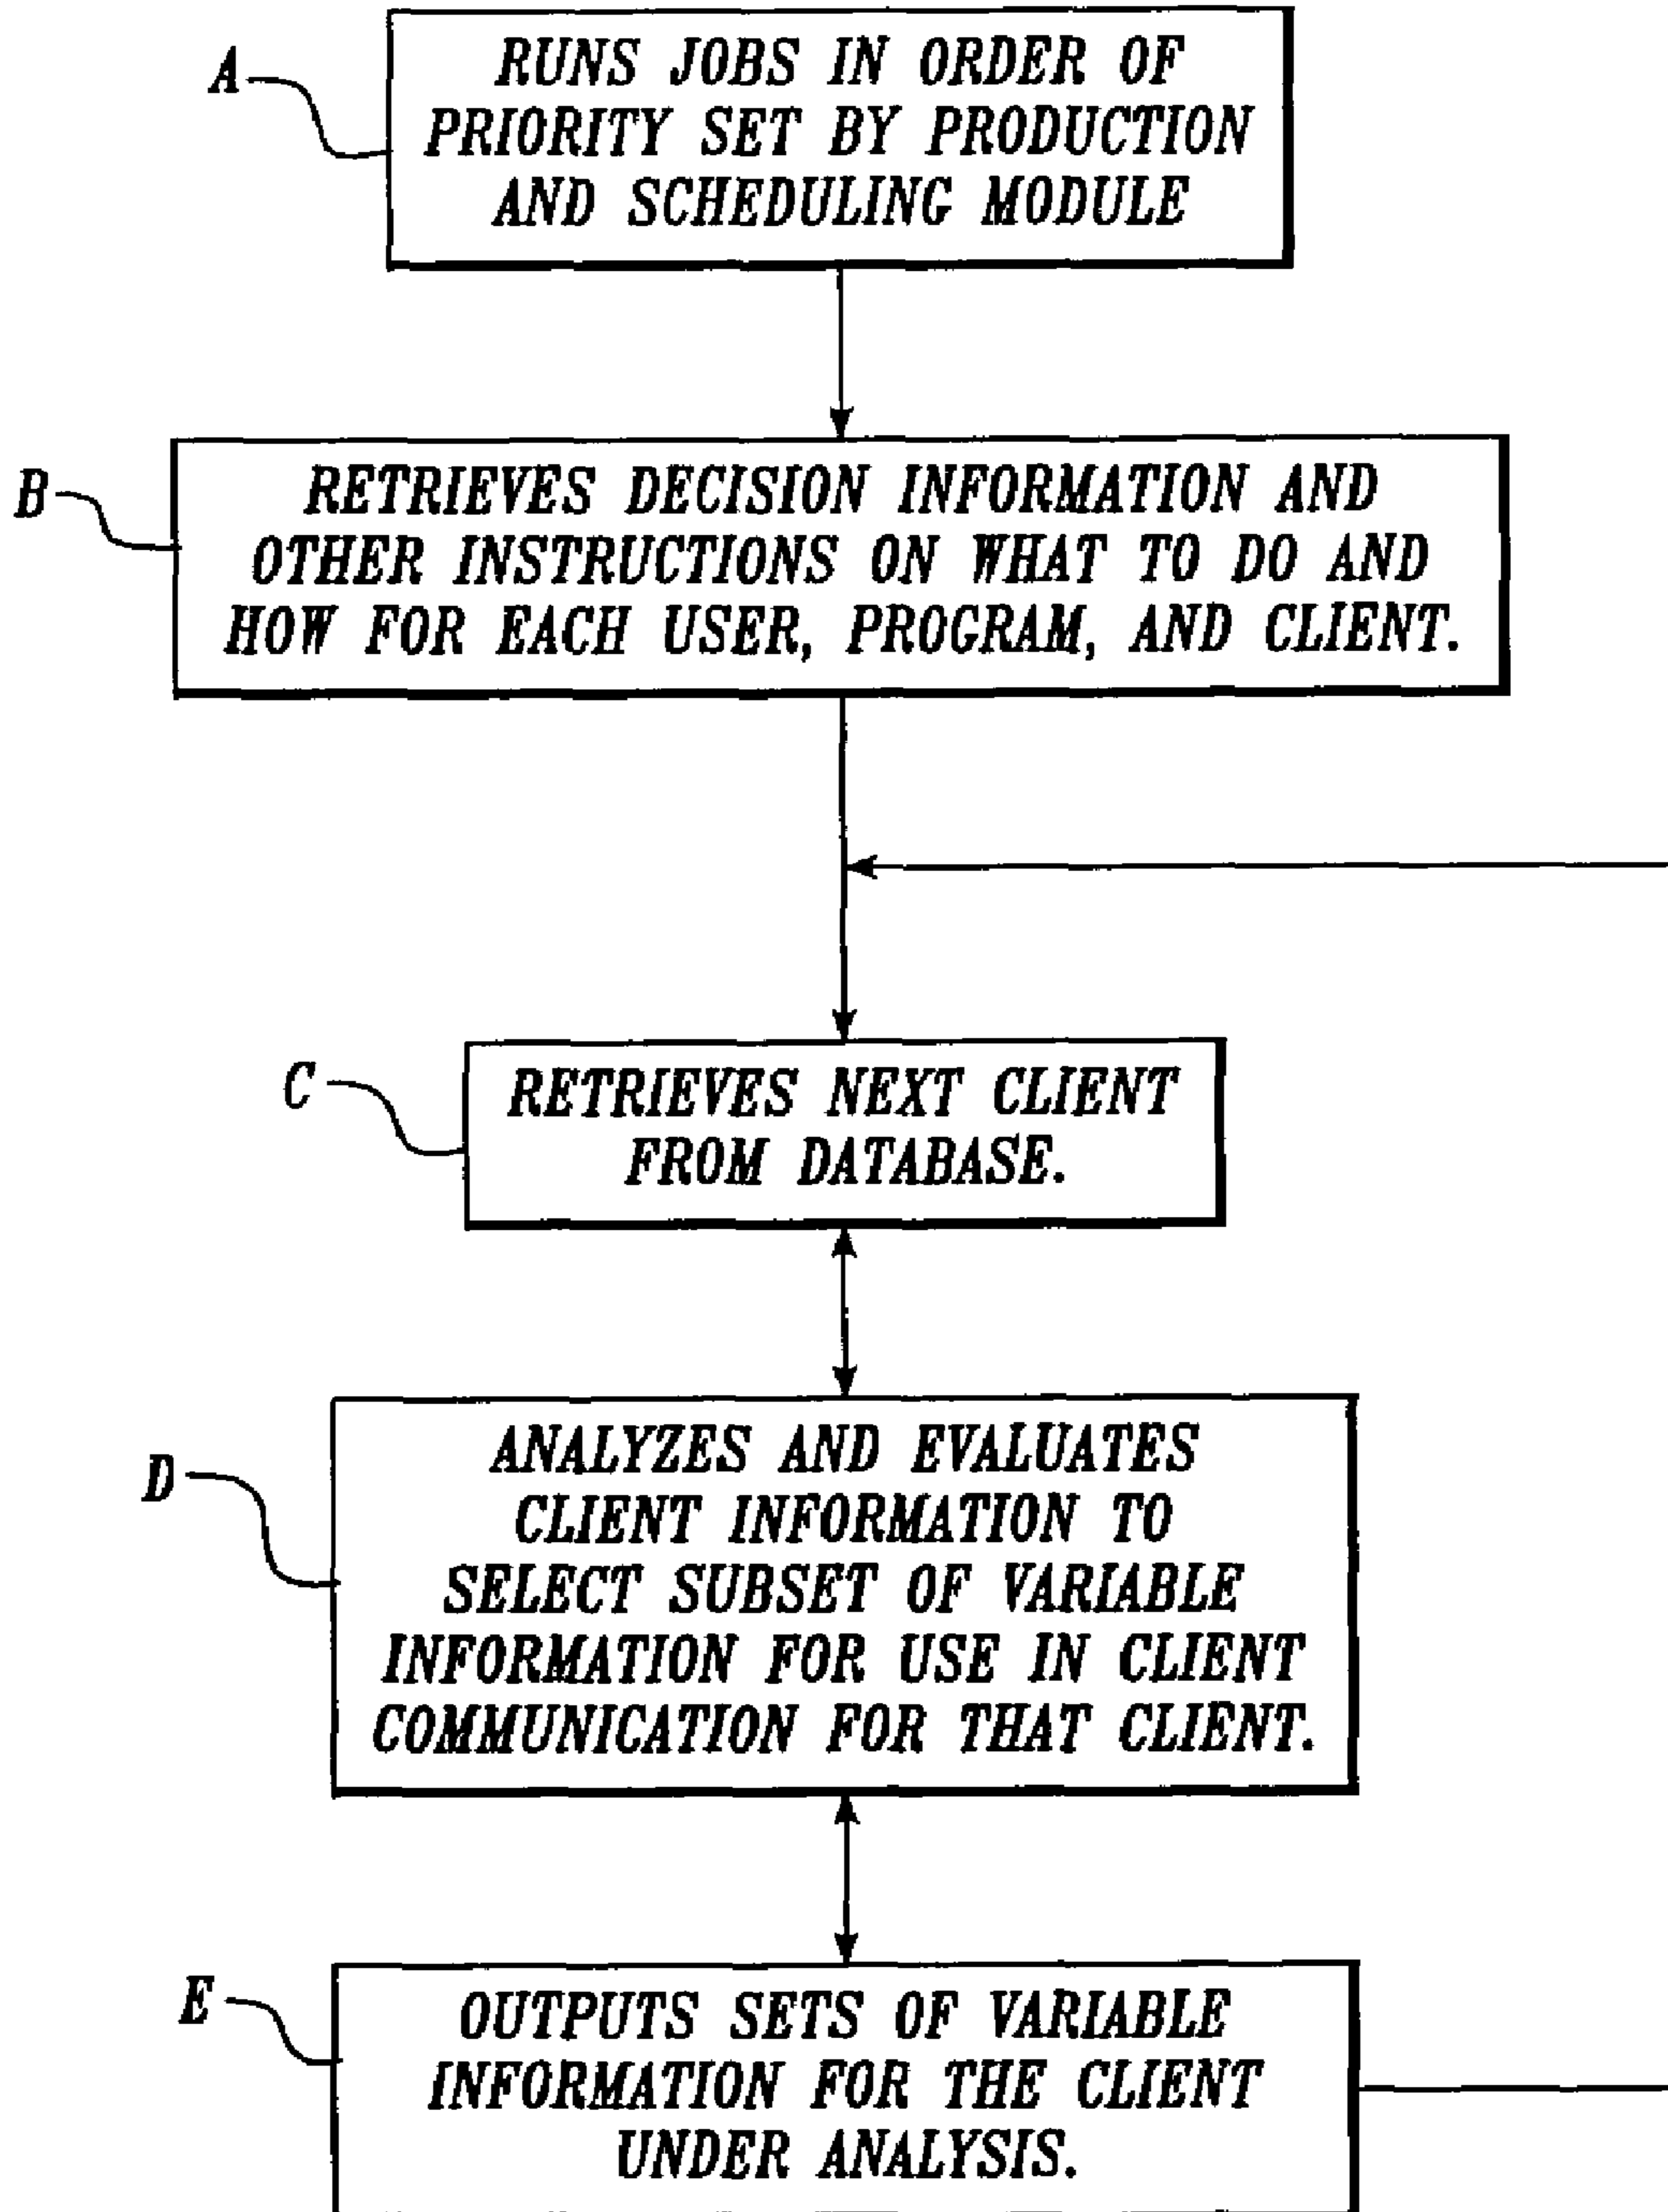 A
RUNS JOBS IN ORDER OF
PRIORITY SET BY PRODUCTION
AND SCHEDULING MODULE
B
RETRIEVES DECISION INFORMATION AND
OTHER INSTRUCTIONS ON WHAT TO DO AND
HOW FOR EACH USER, PROGRAM, AND CLIENT.
C
RETRIEVES NEXT CLIENT
FROM DATABASE.
D
ANALYZES AND EVALUATES
CLIENT INFORMATION TO
SELECT SUBSET OF VARIABLE
INFORMATION FOR USE IN CLIENT
COMMUNICATION FOR THAT CLIENT.
E
OUTPUTS SETS OF VARIABLE
INFORMATION FOR THE CLIENT
UNDER ANALYSIS.